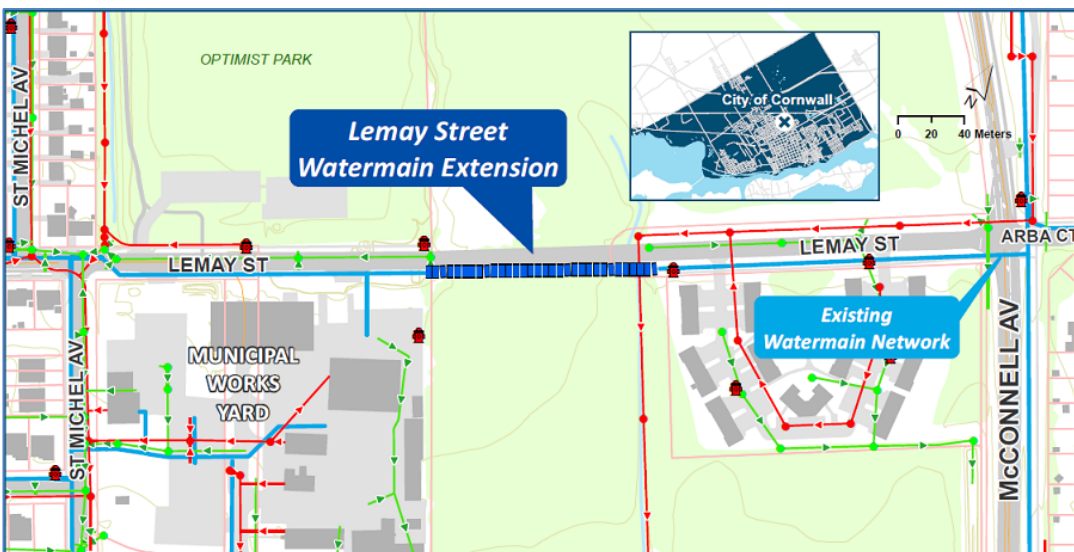 OPTIMIST PARK
ST MICHEL AV
Lemay Street
Watermain Extension
City of Cornwall
N
0 20 40 Meters
LEMAY ST
LEMAY ST
ARBA CT
MUNICIPAL
WORKS
YARD
Existing
Watermain Network
ST MICHEL AV
McCONNELL AV